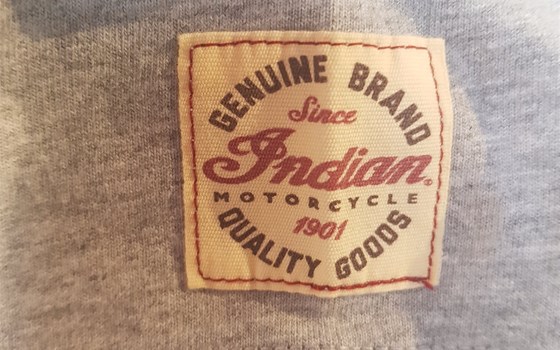 GENUINE BRAND
Since
Indian®
MOTORCYCLE
1901
QUALITY GOODS